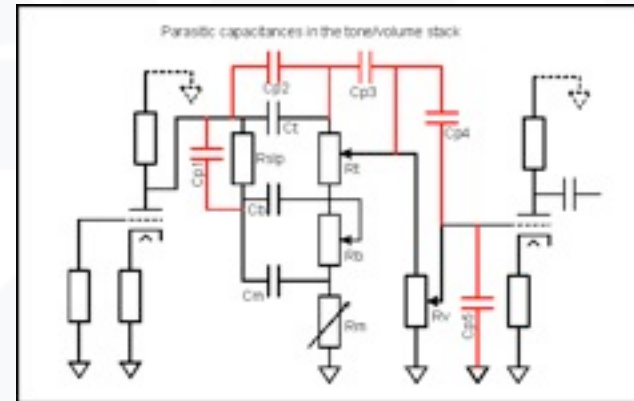 Parasitic capacitances in the tone/volume stack
Cp2
Cp3
Ct
Cp4
Cp1
Rslp
Rt
Cb
Rb
Cm
Rm
Rv
Cp5